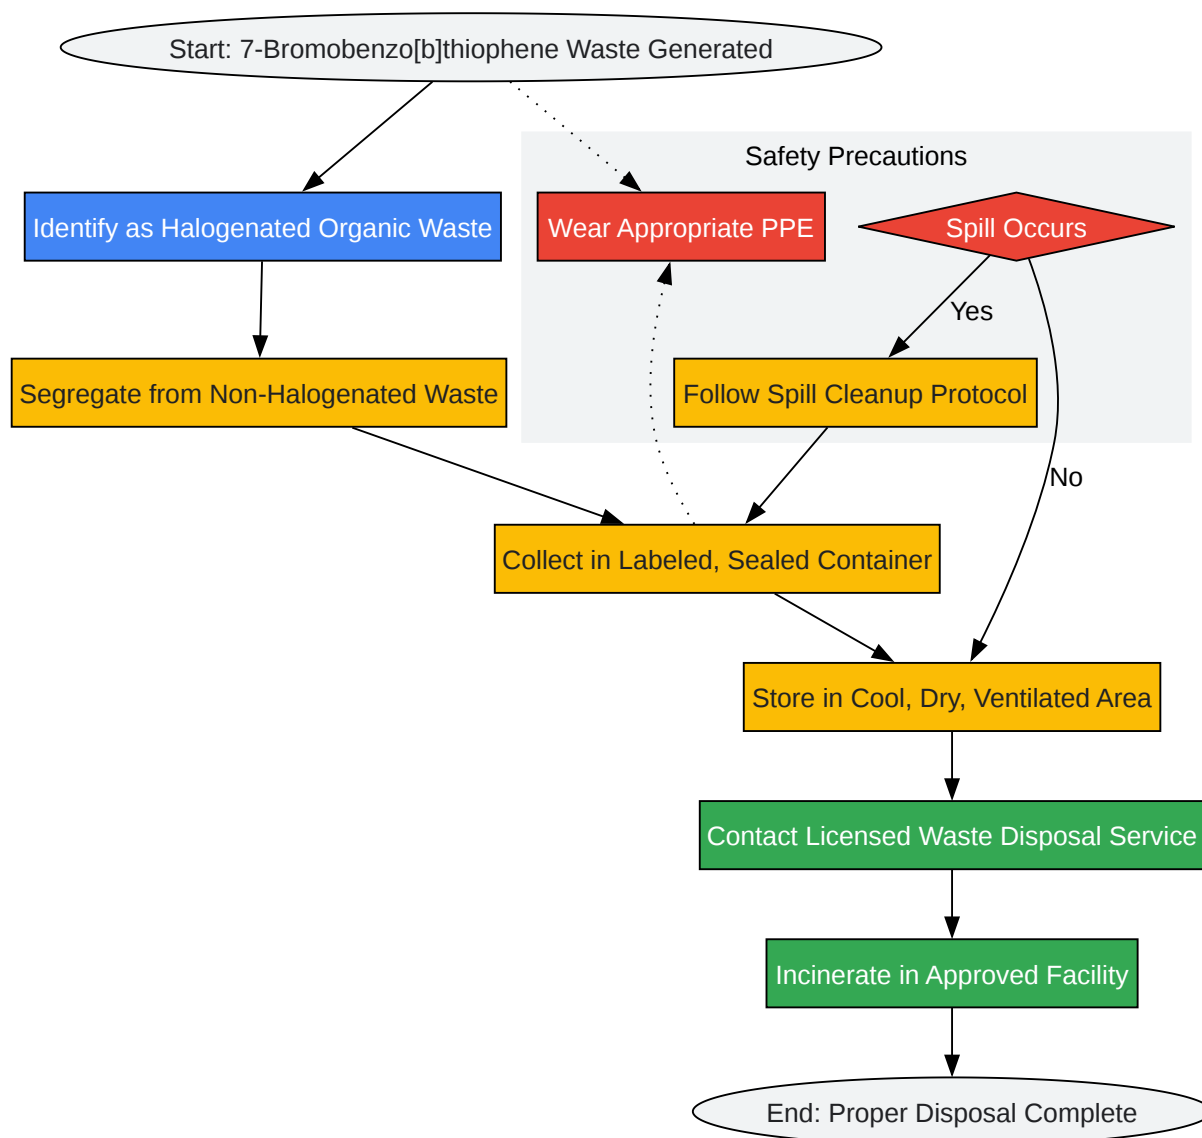 Start: 7-Bromobenzo[b]thiophene Waste Generated
Safety Precautions
Identify as Halogenated Organic Waste
Wear Appropriate PPE
Spill Occurs
Yes
Segregate from Non-Halogenated Waste
Follow Spill Cleanup Protocol
No
Collect in Labeled, Sealed Container
Store in Cool, Dry, Ventilated Area
Contact Licensed Waste Disposal Service
Incinerate in Approved Facility
End: Proper Disposal Complete